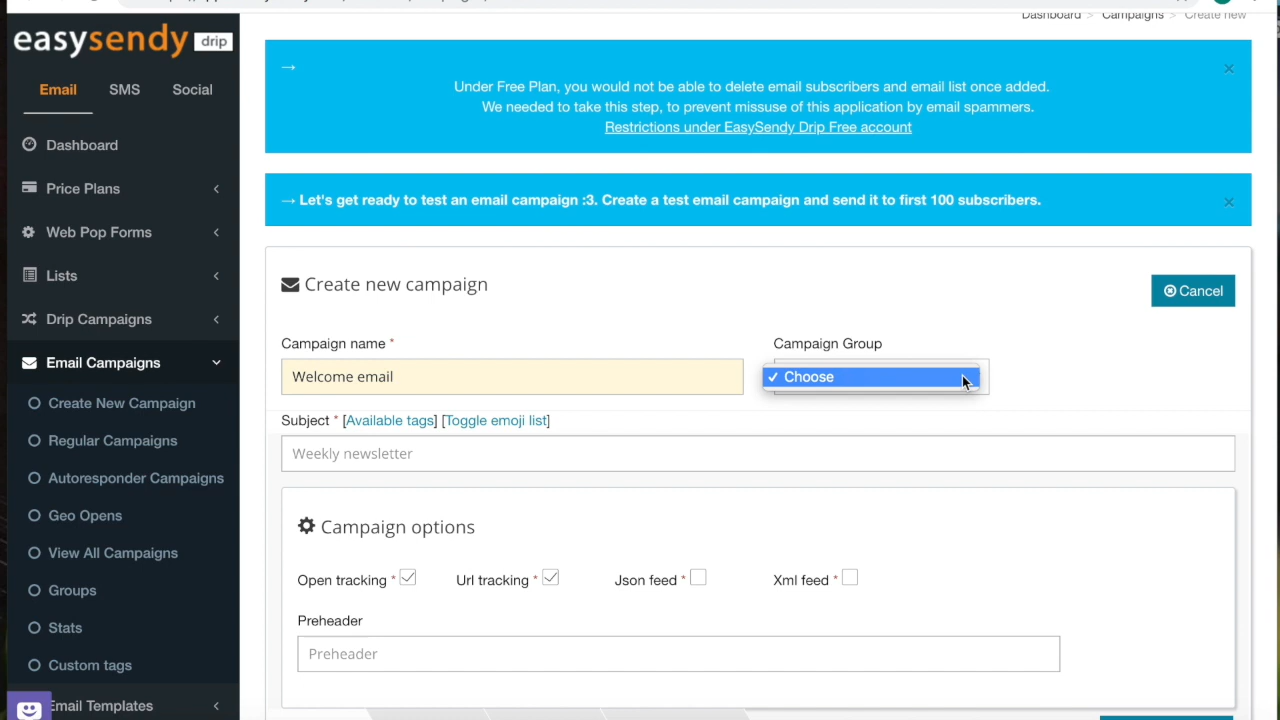 Dashboard > Campaigns > Create new
easysendy drip
Email SMS Social
Dashboard
Price Plans
Web Pop Forms
Lists
Drip Campaigns
Email Campaigns
Create New Campaign
Regular Campaigns
Autoresponder Campaigns
Geo Opens
View All Campaigns
Groups
Stats
Custom tags
Email Templates
→
Under Free Plan, you would not be able to delete email subscribers and email list once added.
We needed to take this step, to prevent missuse of this application by email spammers.
Restrictions under EasySendy Drip Free account
→ Let's get ready to test an email campaign :3. Create a test email campaign and send it to first 100 subscribers.
Create new campaign
Cancel
Campaign name * Campaign Group
Welcome email ✓ Choose
Subject * [Available tags] [Toggle emoji list]
Weekly newsletter
Campaign options
Open tracking * Url tracking * Json feed * Xml feed *
Preheader
Preheader